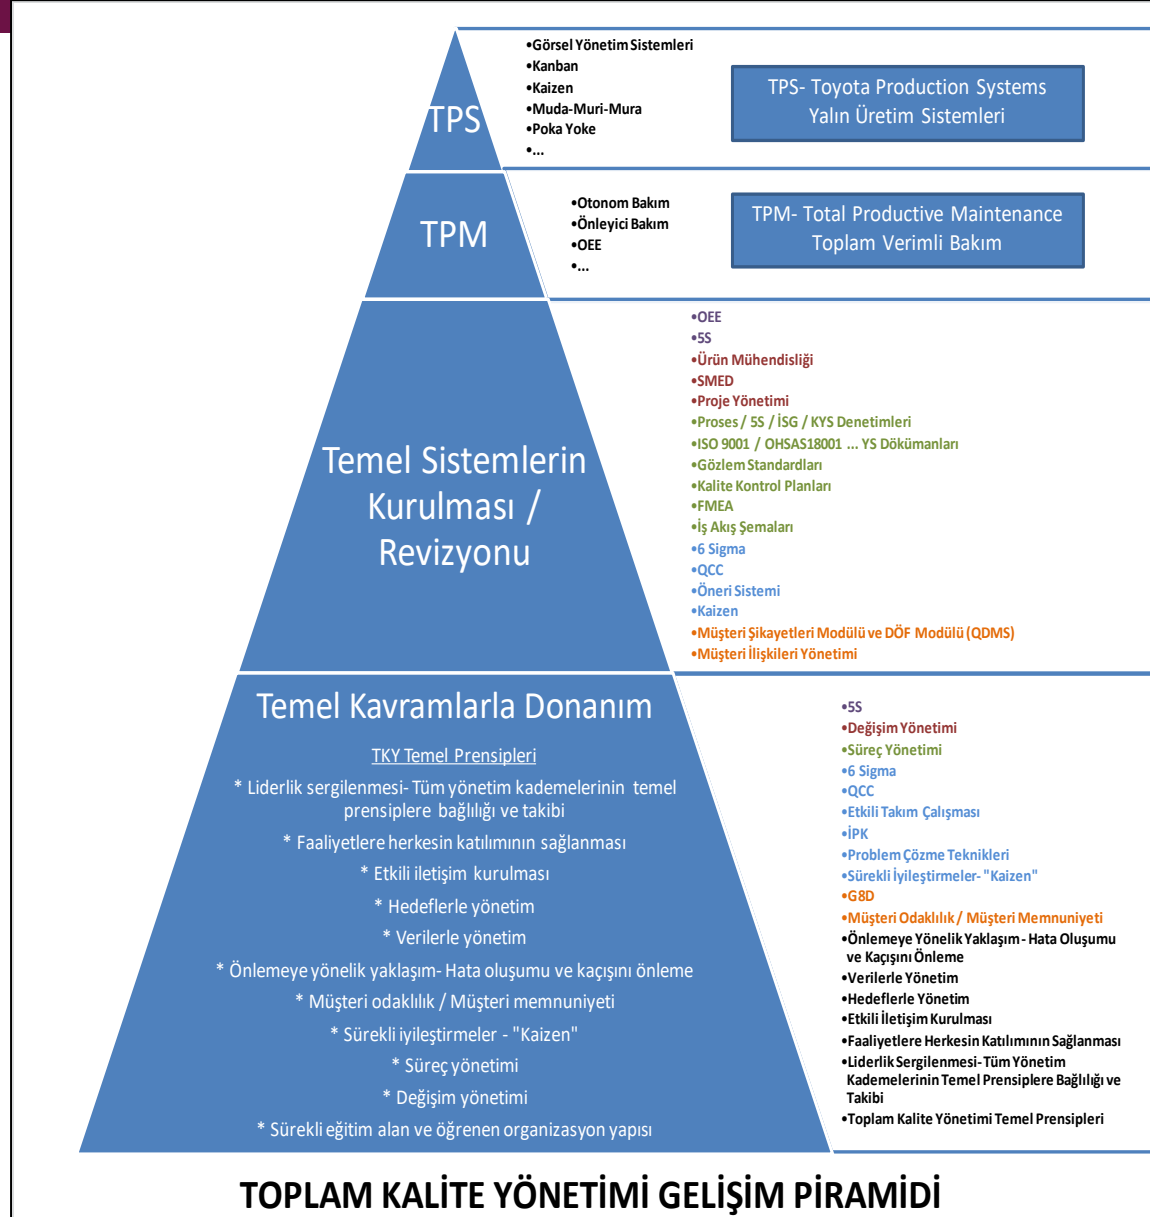 TPS
•Görsel Yönetim Sistemleri
•Kanban
•Kaizen
•Muda-Muri-Mura
•Poka Yoke
•...
TPS- Toyota Production Systems
Yalın Üretim Sistemleri
TPM
•Otonom Bakım
•Önleyici Bakım
•OEE
•...
TPM- Total Productive Maintenance
Toplam Verimli Bakım
Temel Sistemlerin
Kurulması /
Revizyonu
•OEE
•5S
•Ürün Mühendisliği
•SMED
•Proje Yönetimi
•Proses / 5S / İSG / KYS Denetimleri
•ISO 9001 / OHSAS18001 ... YS Dökümanları
•Gözlem Standardları
•Kalite Kontrol Planları
•FMEA
•İş Akış Şemaları
•6 Sigma
•QCC
•Öneri Sistemi
•Kaizen
•Müşteri Şikayetleri Modülü ve DÖF Modülü (QDMS)
•Müşteri İlişkileri Yönetimi
Temel Kavramlarla Donanım
TKY Temel Prensipleri
* Liderlik sergilenmesi- Tüm yönetim kademelerinin temel
prensiplere bağlılığı ve takibi
* Faaliyetlere herkesin katılımının sağlanması
* Etkili iletişim kurulması
* Hedeflerle yönetim
* Verilerle yönetim
* Önlemeye yönelik yaklaşım- Hata oluşumu ve kaçışını önleme
* Müşteri odaklılık / Müşteri memnuniyeti
* Sürekli iyileştirmeler - "Kaizen"
* Süreç yönetimi
* Değişim yönetimi
* Sürekli eğitim alan ve öğrenen organizasyon yapısı
•5S
•Değişim Yönetimi
•Süreç Yönetimi
•6 Sigma
•QCC
•Etkili Takım Çalışması
•İPK
•Problem Çözme Teknikleri
•Sürekli İyileştirmeler- "Kaizen"
•G8D
•Müşteri Odaklılık / Müşteri Memnuniyeti
•Önlemeye Yönelik Yaklaşım - Hata Oluşumu
ve Kaçışını Önleme
•Verilerle Yönetim
•Hedeflerle Yönetim
•Etkili İletişim Kurulması
•Faaliyetlere Herkesin Katılımının Sağlanması
•Liderlik Sergilenmesi- Tüm Yönetim
Kademelerinin Temel Prensiplere Bağlılığı ve
Takibi
•Toplam Kalite Yönetimi Temel Prensipleri
TOPLAM KALİTE YÖNETİMİ GELİŞİM PİRAMİDİ